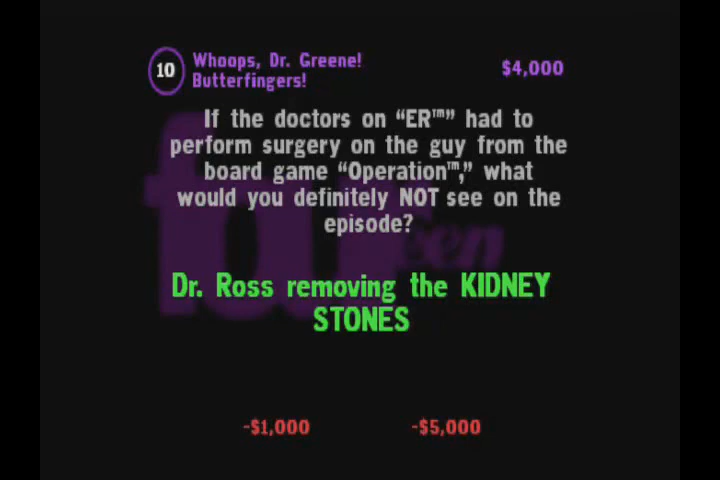 10
Whoops, Dr. Greene!
Butterfingers!
$4,000
If the doctors on “ER™” had to
perform surgery on the guy from the
board game “Operation™,” what
would you definitely NOT see on the
episode?
Dr. Ross removing the KIDNEY
STONES
-$1,000
-$5,000